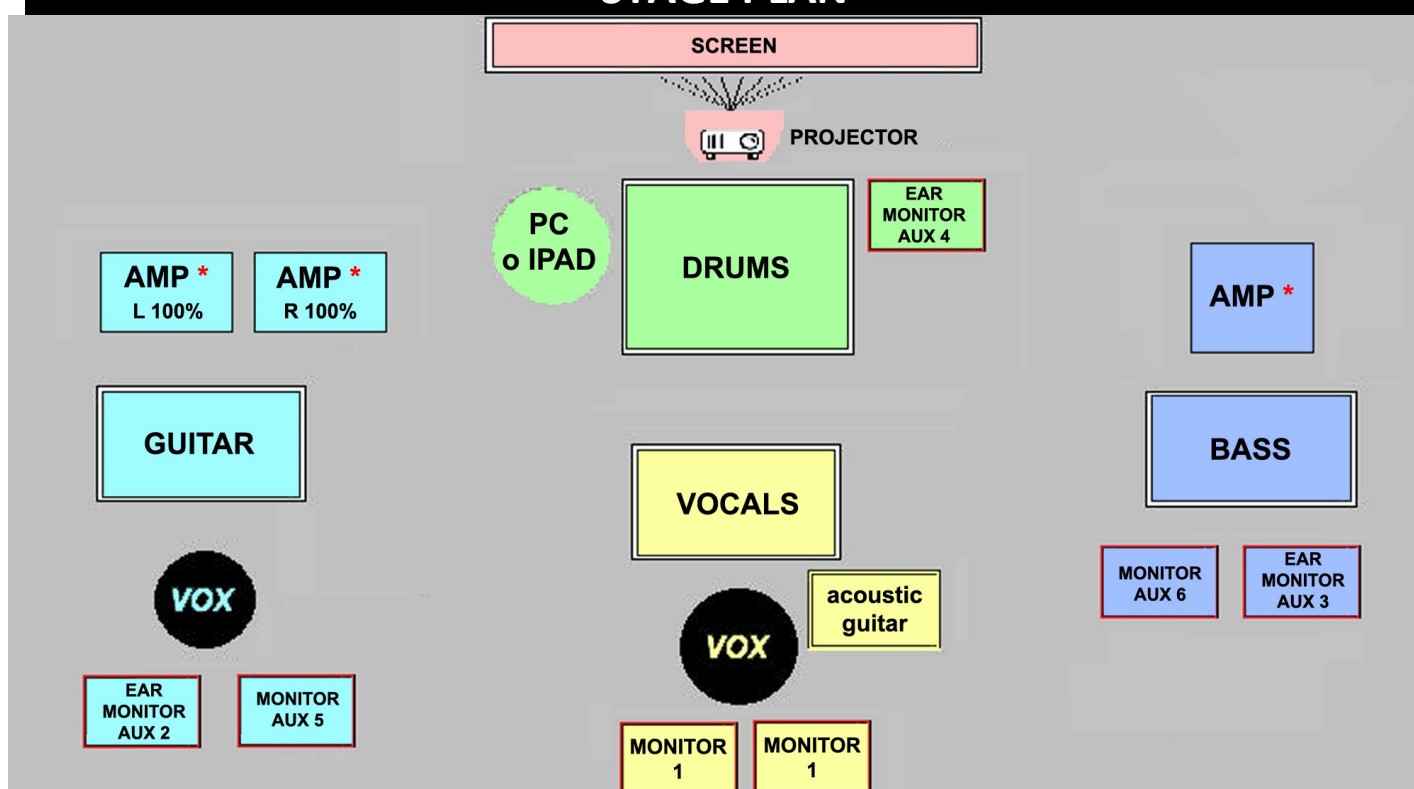 STAGE PLAN
SCREEN
PROJECTOR
PC
o IPAD
DRUMS
EAR
MONITOR
AUX 4
AMP *
L 100%
AMP *
R 100%
AMP *
GUITAR
VOCALS
BASS
VOX
VOX
acoustic
guitar
MONITOR
AUX 6
EAR
MONITOR
AUX 3
EAR
MONITOR
AUX 2
MONITOR
AUX 5
MONITOR
1
MONITOR
1